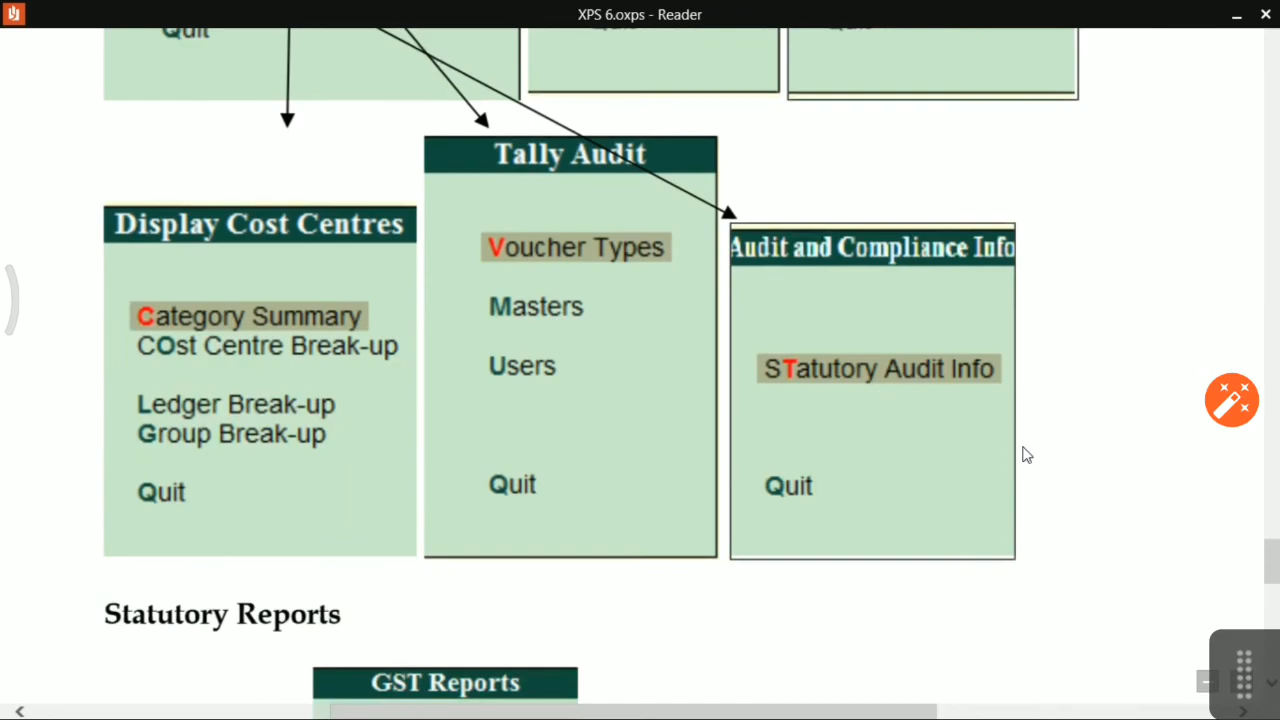 XPS 6.oxps - Reader
Quit
Tally Audit
Voucher Types
Masters
Users
Quit
Display Cost Centres
Category Summary
COst Centre Break-up
Ledger Break-up
Group Break-up
Quit
Audit and Compliance Info
STatutory Audit Info
Quit
Statutory Reports
GST Reports